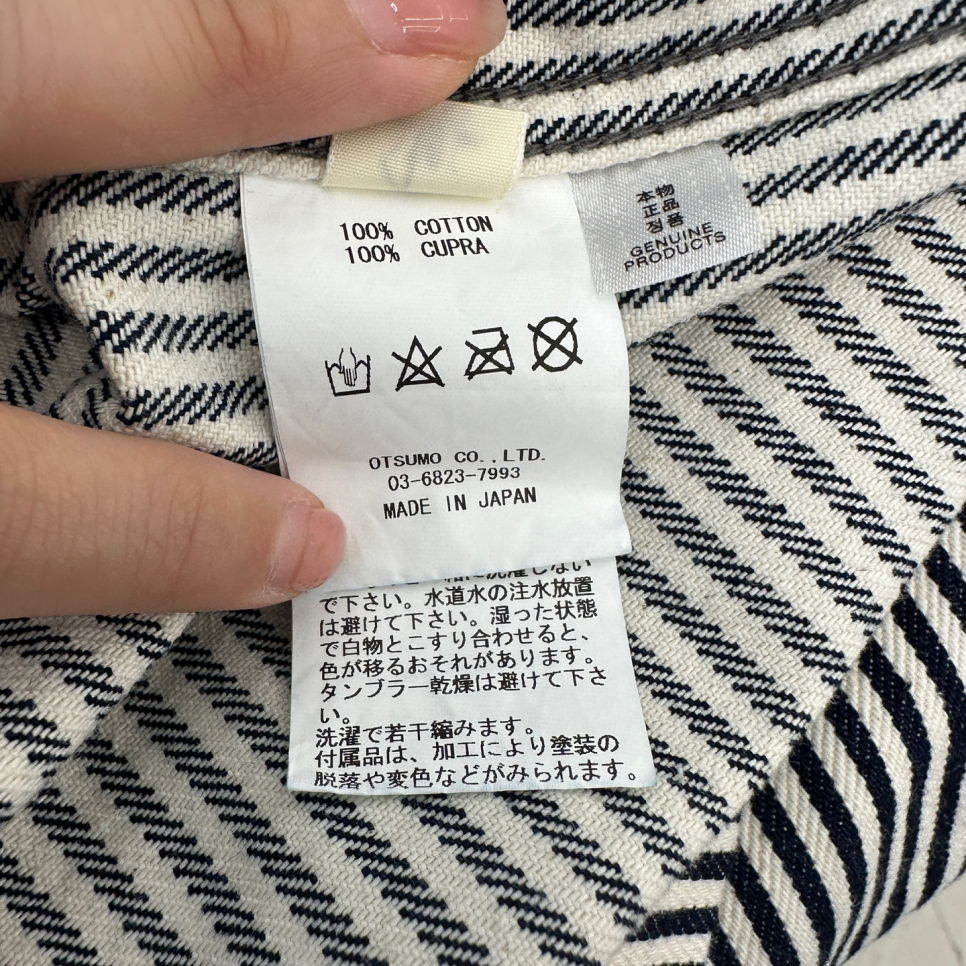 100% COTTON
100% CUPRA
本物
正品
정품
GENUINE
PRODUCTS
OTSUMO CO.,LTD.
03-6823-7993
MADE IN JAPAN
に洗濯しない
で下さい。水道水の注水放置
は避けて下さい。湿った状態
で白物とこすり合わせると、
色が移るおそれがあります。
タンブラー乾燥は避けて下さ
い。
洗濯で若干縮みます。
付属品は、加工により塗装の
脱落や変色などがみられます。